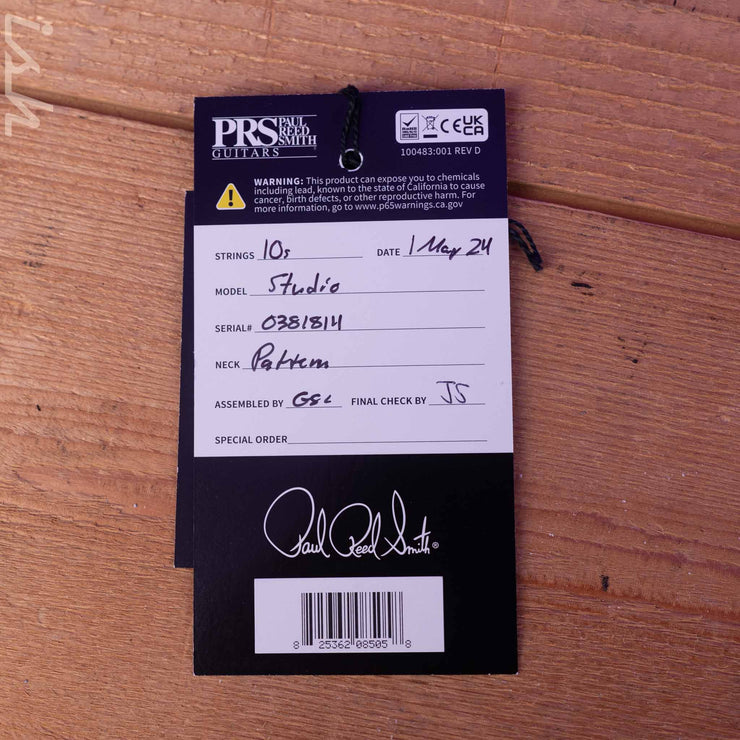 ish
PRS PAUL REED SMITH
GUITARS
CE UK CA
100483:001 REV D
WARNING: This product can expose you to chemicals
including lead, known to the state of California to cause
cancer, birth defects, or other reproductive harm. For
more information, go to www.p65warnings.ca.gov
STRINGS 10s DATE 1 May 24
MODEL Studio
SERIAL# 0381814
NECK Pattern
ASSEMBLED BY GSL FINAL CHECK BY JS
SPECIAL ORDER
Paul Reed Smith®
8 25362 08505 8